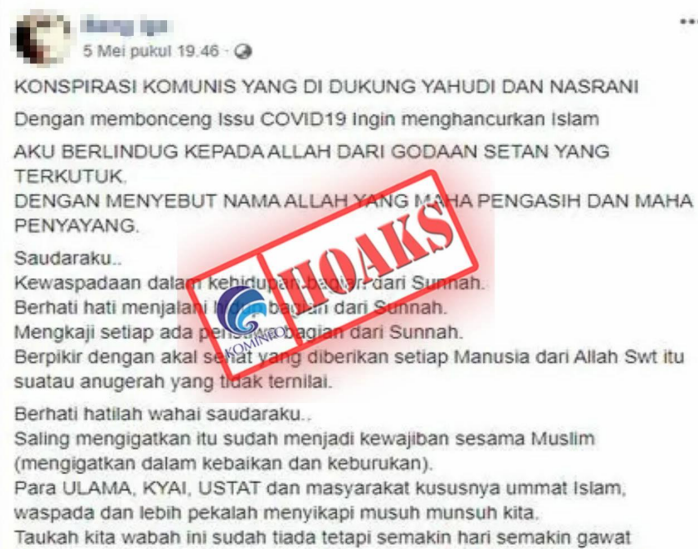 5 Mei pukul 19.46 ·
KONSPIRASI KOMUNIS YANG DI DUKUNG YAHUDI DAN NASRANI
Dengan membonceng Issu COVID19 Ingin menghancurkan Islam
AKU BERLINDUG KEPADA ALLAH DARI GODAAN SETAN YANG
TERKUTUK.
DENGAN MENYEBUT NAMA ALLAH YANG MAHA PENGASIH DAN MAHA
PENYAYANG.
Saudaraku..
Kewaspadaan dalam kehidupan bagian dari Sunnah.
Berhati hati menjalani bagian dari Sunnah.
Mengkaji setiap ada bagian dari Sunnah.
Berpikir dengan akal sehat yang diberikan setiap Manusia dari Allah Swt itu
suatau anugerah yang tidak ternilai.
Berhati hatilah wahai saudaraku..
Saling mengigatkan itu sudah menjadi kewajiban sesama Muslim
(mengigatkan dalam kebaikan dan keburukan).
Para ULAMA, KYAI, USTAT dan masyarakat kususnya ummat Islam,
waspada dan lebih pekalah menyikapi musuh munsuh kita.
Taukah kita wabah ini sudah tiada tetapi semakin hari semakin gawat
KOMINFO
HOAKS